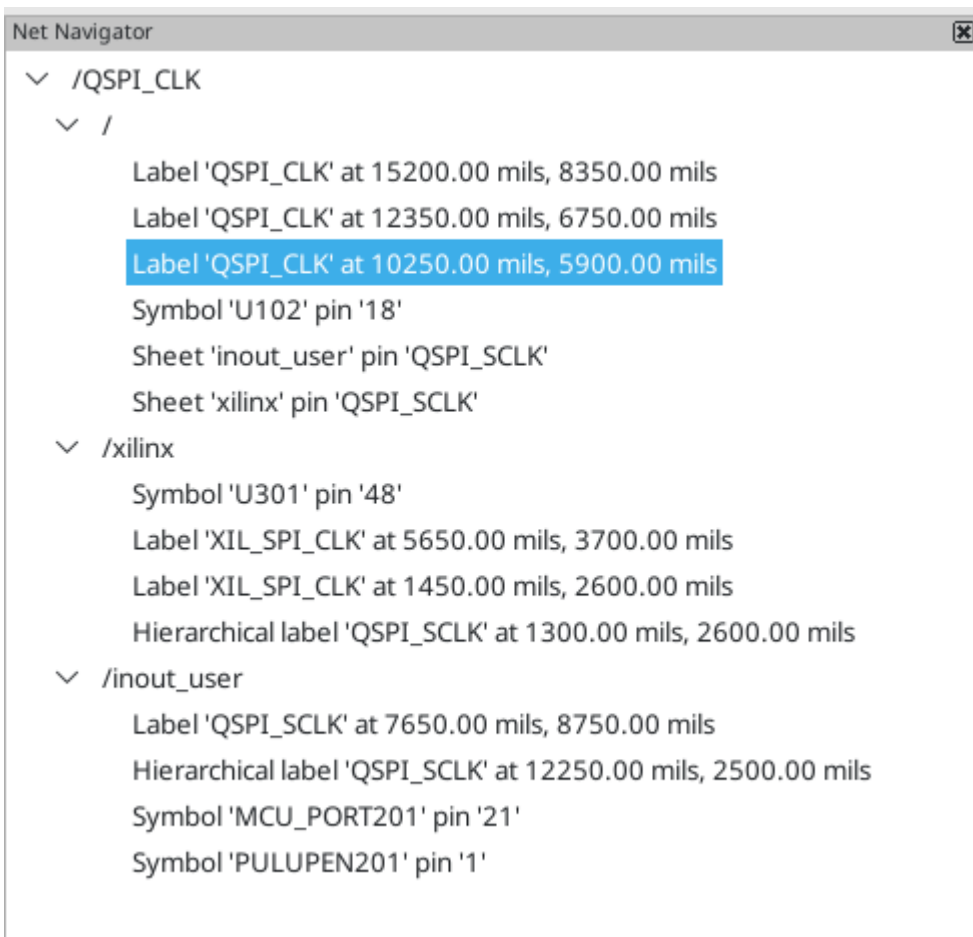 Net Navigator
/QSPI_CLK
/
Label 'QSPI_CLK' at 15200.00 mils, 8350.00 mils
Label 'QSPI_CLK' at 12350.00 mils, 6750.00 mils
Label 'QSPI_CLK' at 10250.00 mils, 5900.00 mils
Symbol 'U102' pin '18'
Sheet 'inout_user' pin 'QSPI_SCLK'
Sheet 'xilinx' pin 'QSPI_SCLK'
/xilinx
Symbol 'U301' pin '48'
Label 'XIL_SPI_CLK' at 5650.00 mils, 3700.00 mils
Label 'XIL_SPI_CLK' at 1450.00 mils, 2600.00 mils
Hierarchical label 'QSPI_SCLK' at 1300.00 mils, 2600.00 mils
/inout_user
Label 'QSPI_SCLK' at 7650.00 mils, 8750.00 mils
Hierarchical label 'QSPI_SCLK' at 12250.00 mils, 2500.00 mils
Symbol 'MCU_PORT201' pin '21'
Symbol 'PULUPEN201' pin '1'